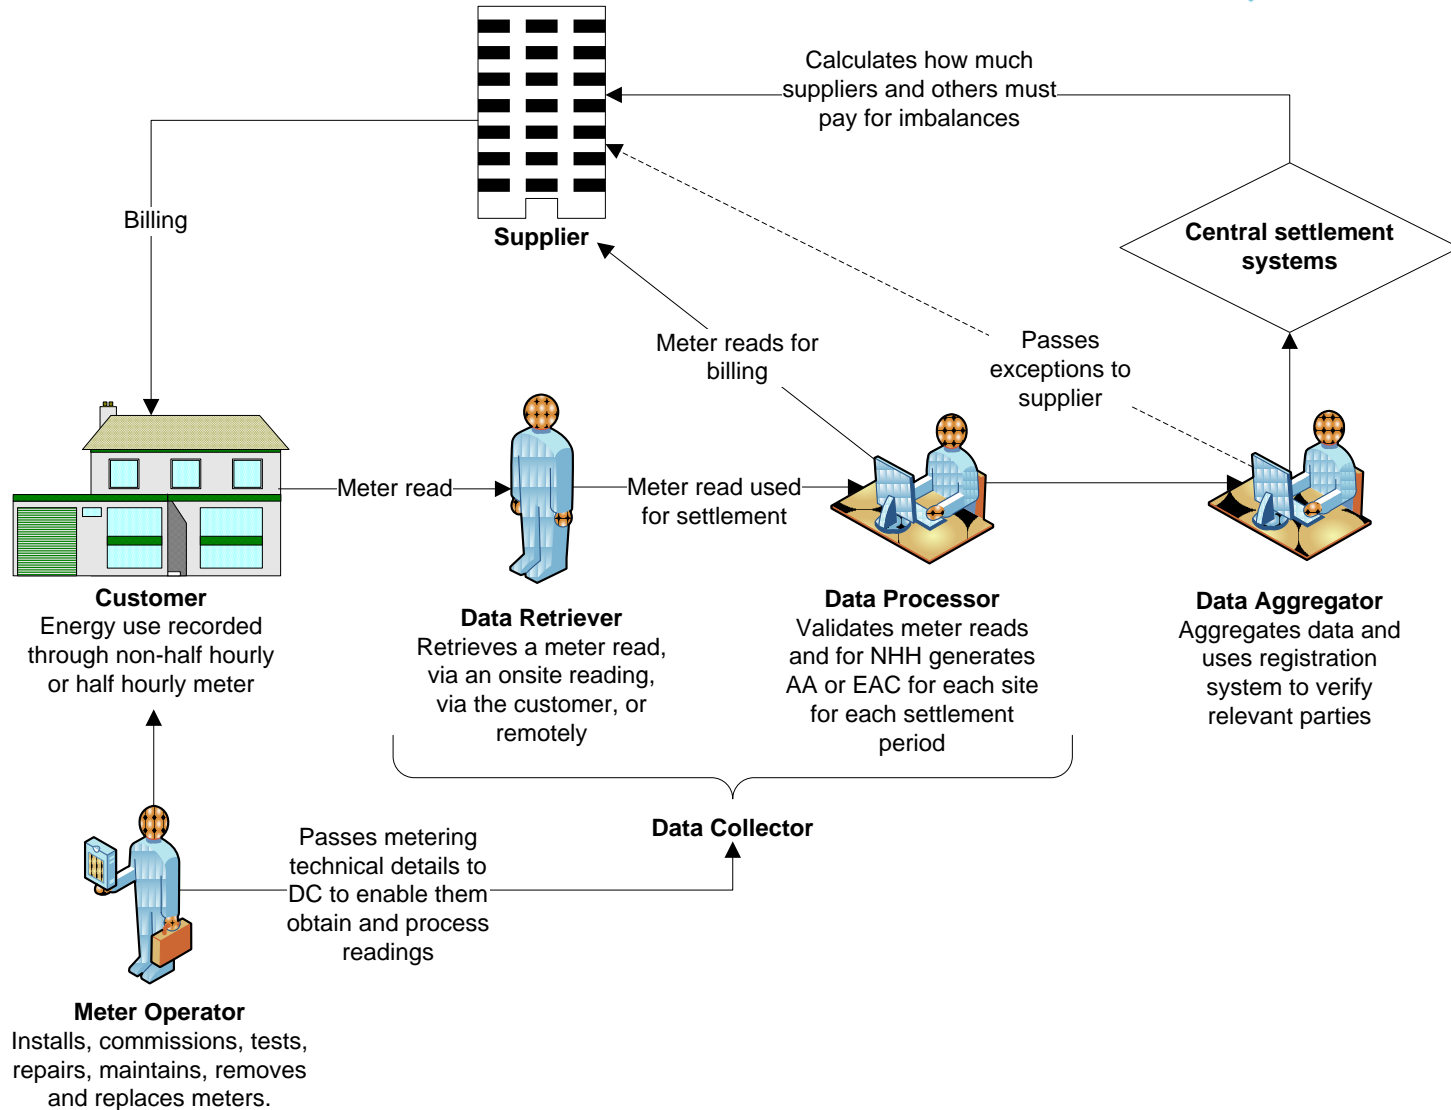 Calculates how much
suppliers and others must
pay for imbalances
Billing
Supplier
Central settlement
systems
Meter reads for
billing
Passes
exceptions to
supplier
Meter read
Meter read used
for settlement
Customer
Energy use recorded
through non-half hourly
or half hourly meter
Data Retriever
Retrieves a meter read,
via an onsite reading,
via the customer, or
remotely
Data Processor
Validates meter reads
and for NHH generates
AA or EAC for each site
for each settlement
period
Data Aggregator
Aggregates data and
uses registration
system to verify
relevant parties
Data Collector
Passes metering
technical details to
DC to enable them
obtain and process
readings
Meter Operator
Installs, commissions, tests,
repairs, maintains, removes
and replaces meters.